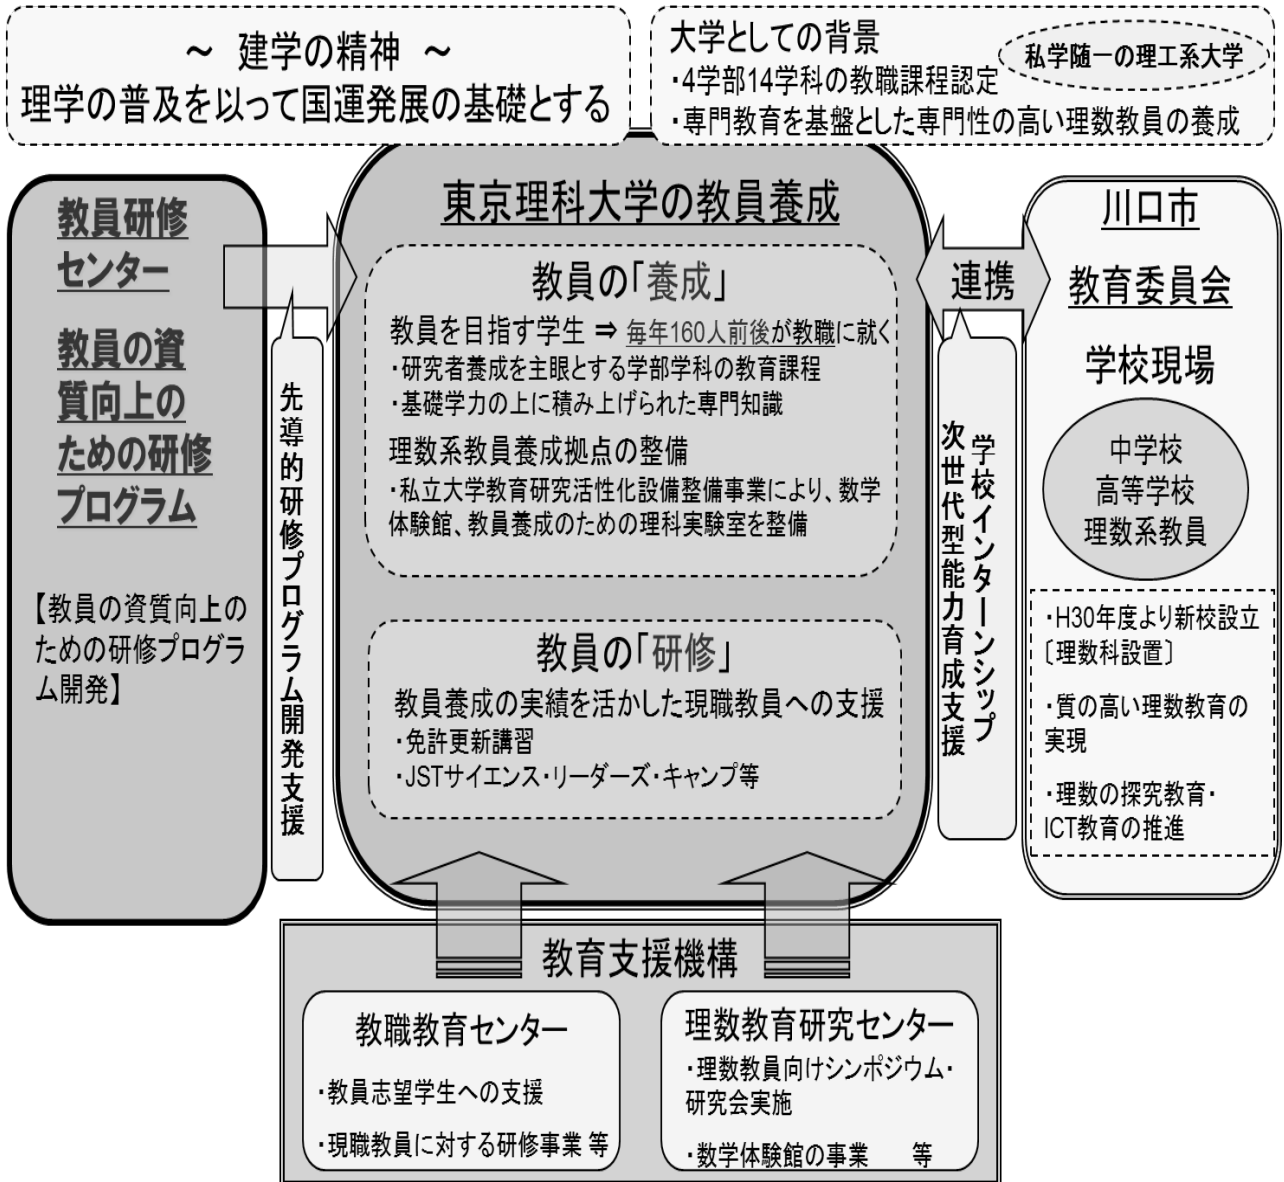 ～ 建学の精神 ～
理学の普及を以って国運発展の基礎とする
大学としての背景
・4学部14学科の教職課程認定
・専門教育を基盤とした専門性の高い理数教員の養成
私学随一の理工系大学
教員研修
センター
教員の資
質向上の
ための研修
プログラム
【教員の資質向上の
ための研修プログラ
ム開発】
先導的研修プログラム開発支援
東京理科大学の教員養成
教員の「養成」
教員を目指す学生 ⇒ 毎年160人前後が教職に就く
・研究者養成を主眼とする学部学科の教育課程
・基礎学力の上に積み上げられた専門知識
理数系教員養成拠点の整備
・私立大学教育研究活性化設備整備事業により、数学
体験館、教員養成のための理科実験室を整備
教員の「研修」
教員養成の実績を活かした現職教員への支援
・免許更新講習
・JSTサイエンス・リーダーズ・キャンプ等
連携
学校インターンシップ
次世代型能力育成支援
川口市
教育委員会
学校現場
中学校
高等学校
理数系教員
・H30年度より新校設立
〔理数科設置〕
・質の高い理数教育の
実現
・理数の探究教育・
ICT教育の推進
教育支援機構
教職教育センター
・教員志望学生への支援
・現職教員に対する研修事業 等
理数教育研究センター
・理数教員向けシンポジウム・
研究会実施
・数学体験館の事業 等